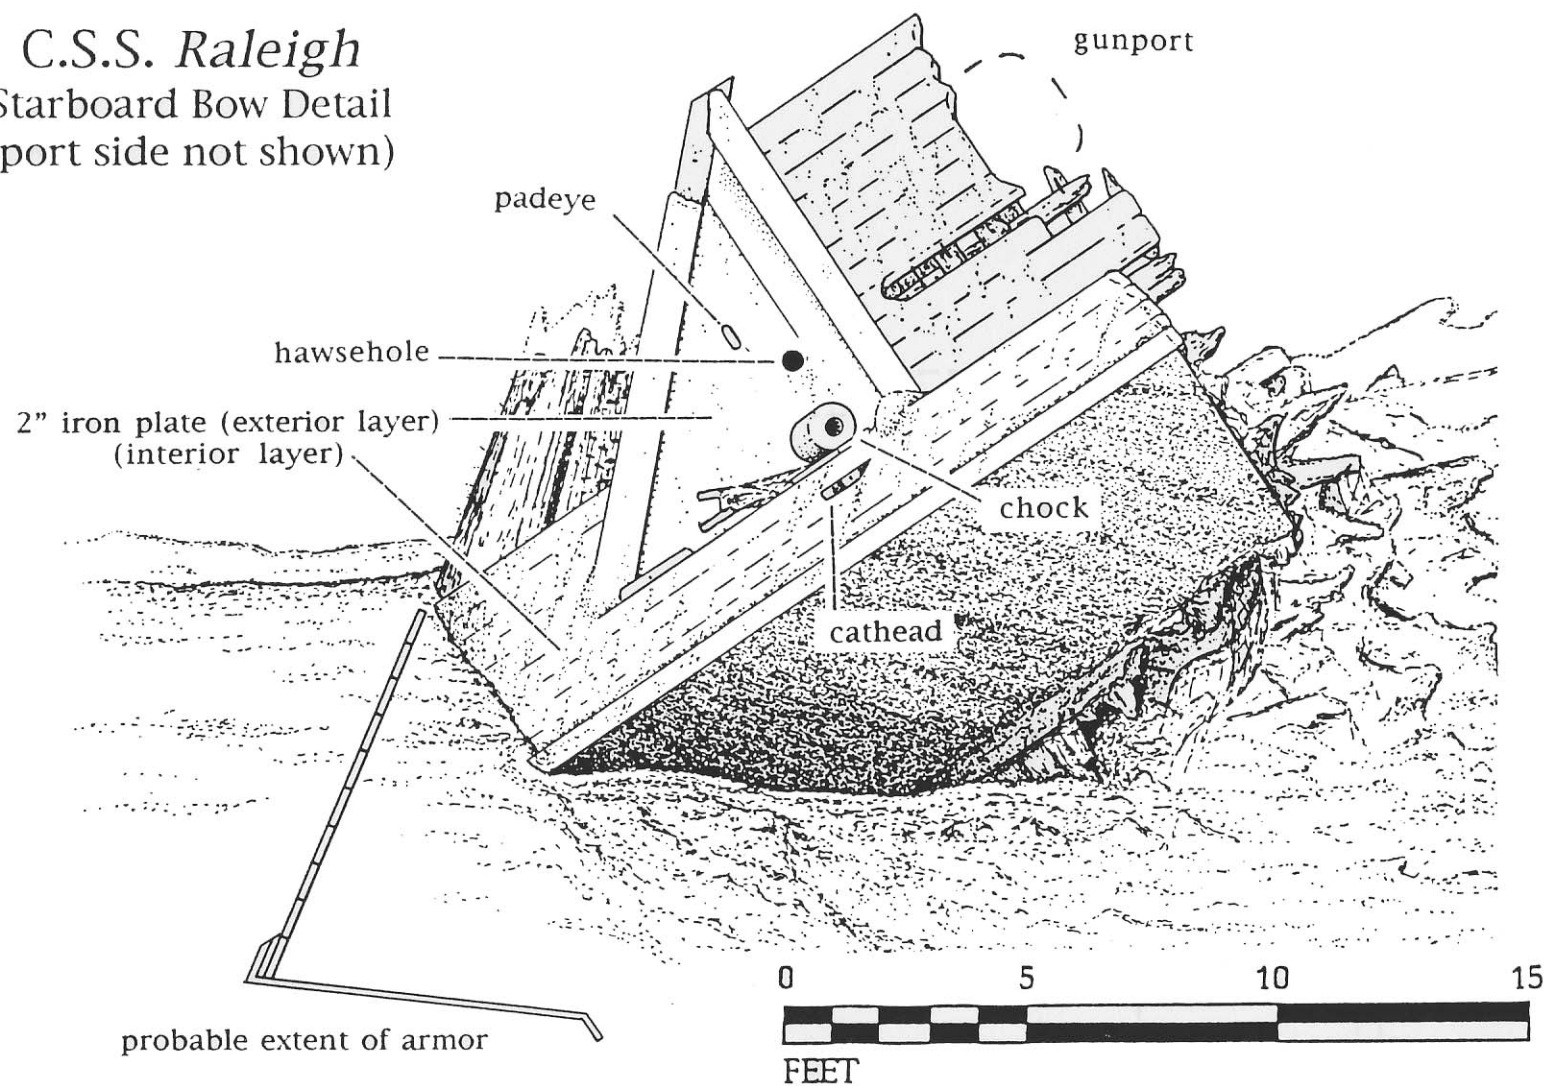 C.S.S. Raleigh
Starboard Bow Detail
port side not shown)
gunport
padeye
hawsehole
2” iron plate (exterior layer)
(interior layer)
chock
cathead
probable extent of armor
0 5 10 15
FEET